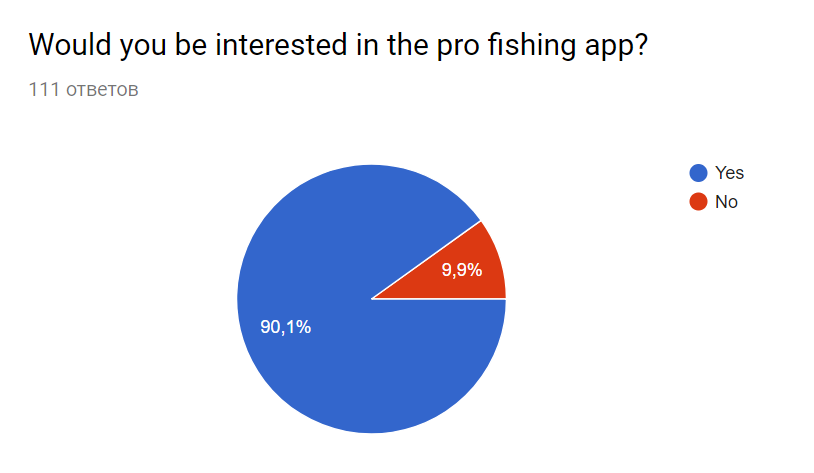 Would you be interested in the pro fishing app?
111 ответов
Yes
No
9,9%
90,1%